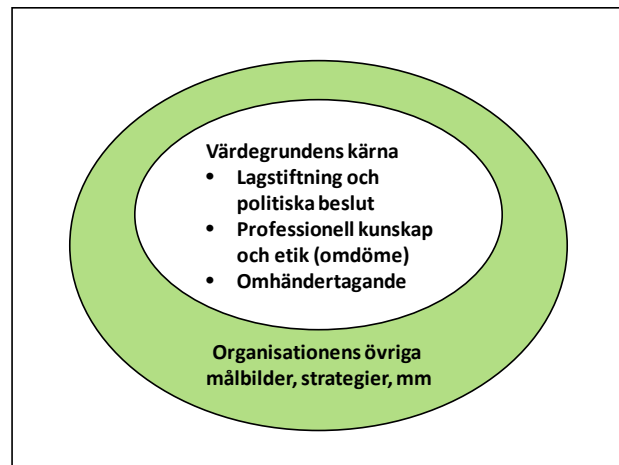 Värdegrundens kärna
• Lagstiftning och
politiska beslut
• Professionell kunskap
och etik (omdöme)
• Omhändertagande
Organisationens övriga
målbilder, strategier, mm